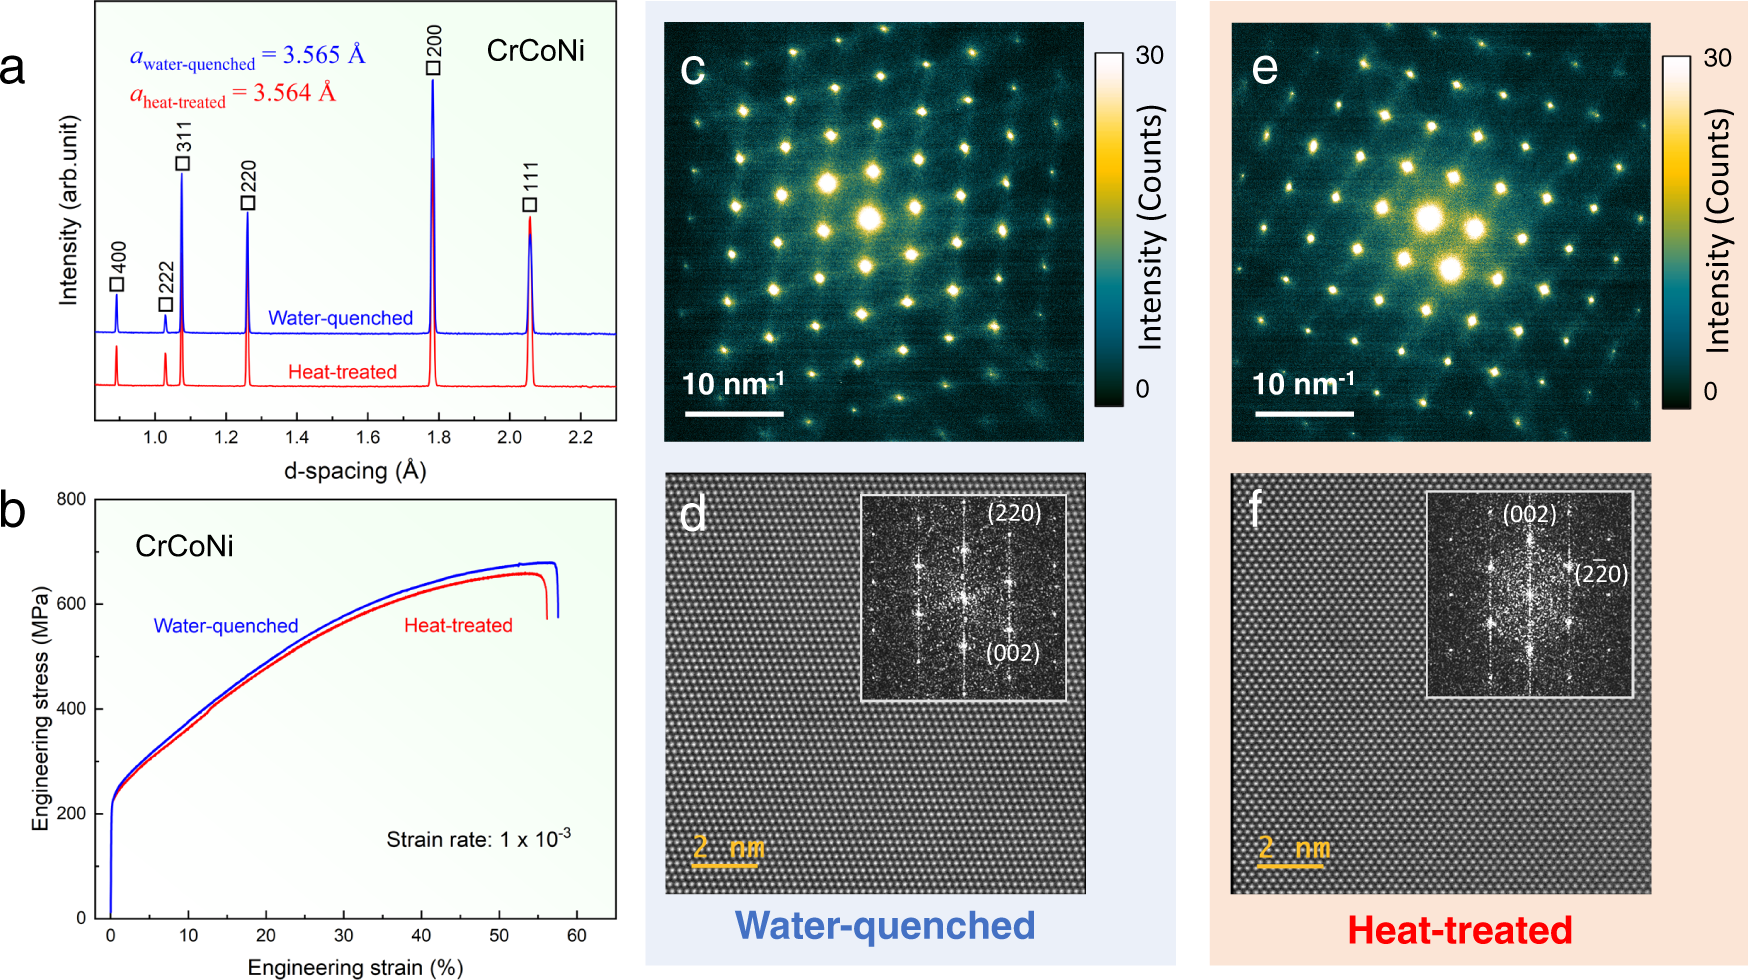 a
a_water-quenched = 3.565 Å
a_heat-treated = 3.564 Å
CrCoNi
□400
□222
□311
□220
□200
□111
Water-quenched
Heat-treated
Intensity (arb.unit)
1.0 1.2 1.4 1.6 1.8 2.0 2.2
d-spacing (Å)
b
CrCoNi
Water-quenched
Heat-treated
Strain rate: 1 x 10⁻³
Engineering stress (MPa)
800
600
400
200
0
0 10 20 30 40 50 60
Engineering strain (%)
c
10 nm⁻¹
30
0
Intensity (Counts)
d
(220)
(002)
2 nm
Water-quenched
e
10 nm⁻¹
30
0
Intensity (Counts)
f
(002)
(2̅20)
2 nm
Heat-treated